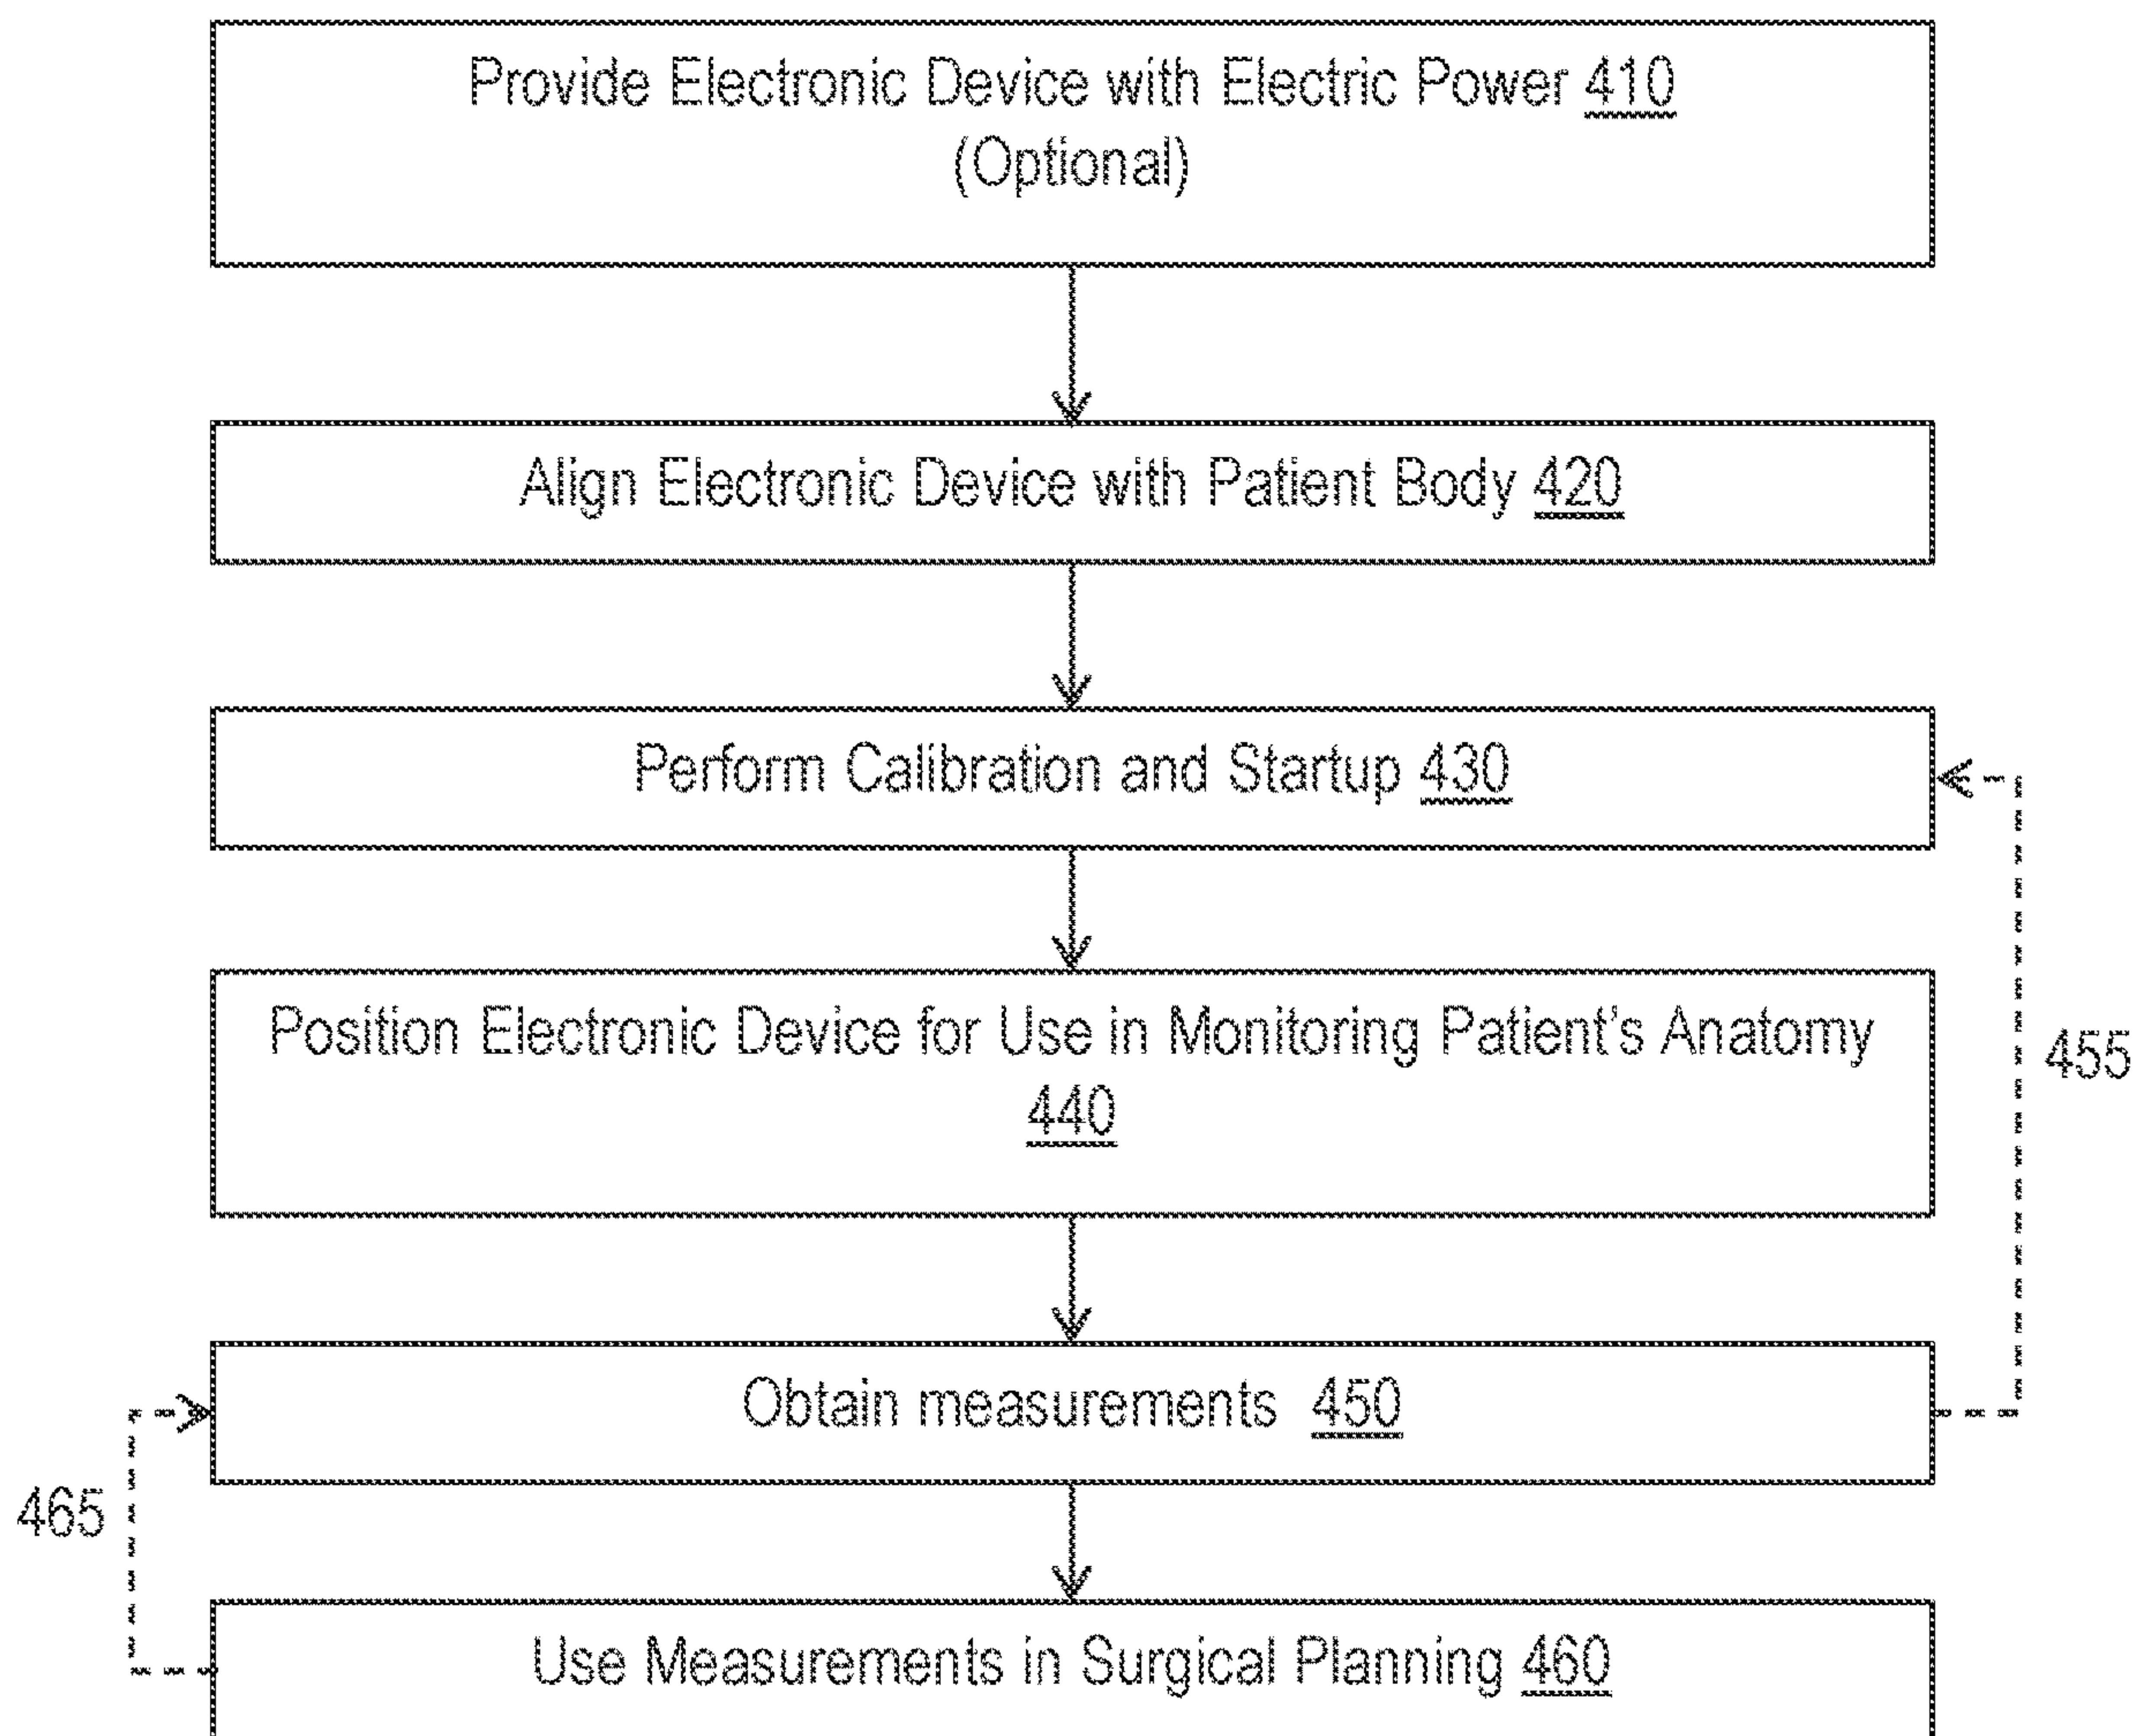 Provide Electronic Device with Electric Power 410
(Optional)
Align Electronic Device with Patient Body 420
Perform Calibration and Startup 430
Position Electronic Device for Use in Monitoring Patient's Anatomy
440
455
Obtain measurements 450
465
Use Measurements in Surgical Planning 460